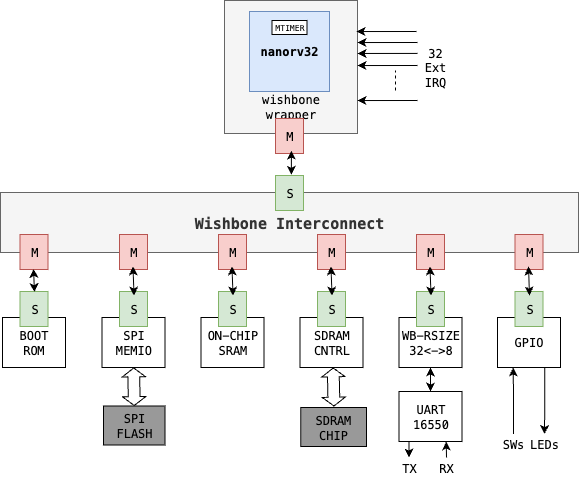 MTIMER
nanorv32
wishbone
wrapper
32
Ext
IRQ
M
S
Wishbone Interconnect
M M M M M M
S S S S S S
BOOT
ROM
SPI
MEMIO
ON-CHIP
SRAM
SDRAM
CNTRL
WB-RSIZE
32<->8
GPIO
SPI
FLASH
SDRAM
CHIP
UART
16550
SWs LEDs
TX RX